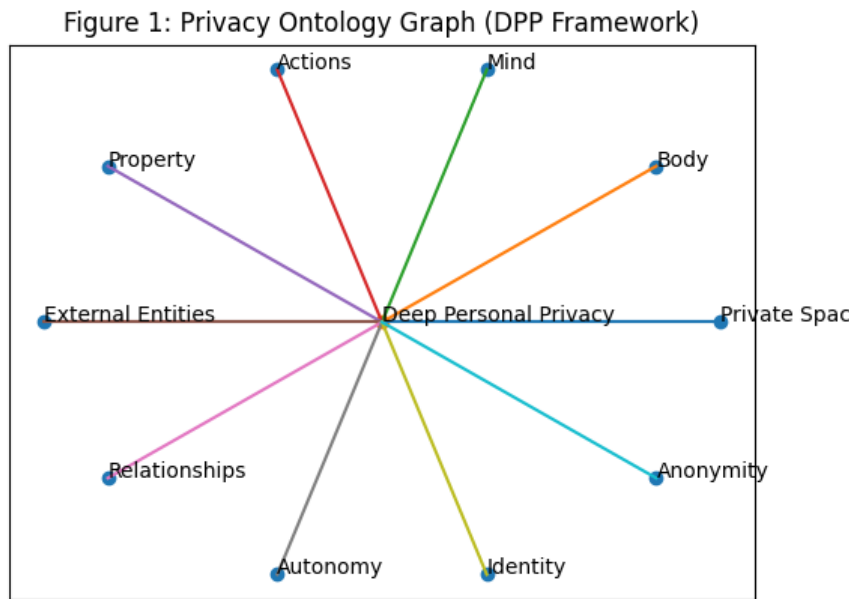 Figure 1: Privacy Ontology Graph (DPP Framework)
Actions
Mind
Property
Body
External Entities
Deep Personal Privacy
Private Spac
Relationships
Anonymity
Autonomy
Identity